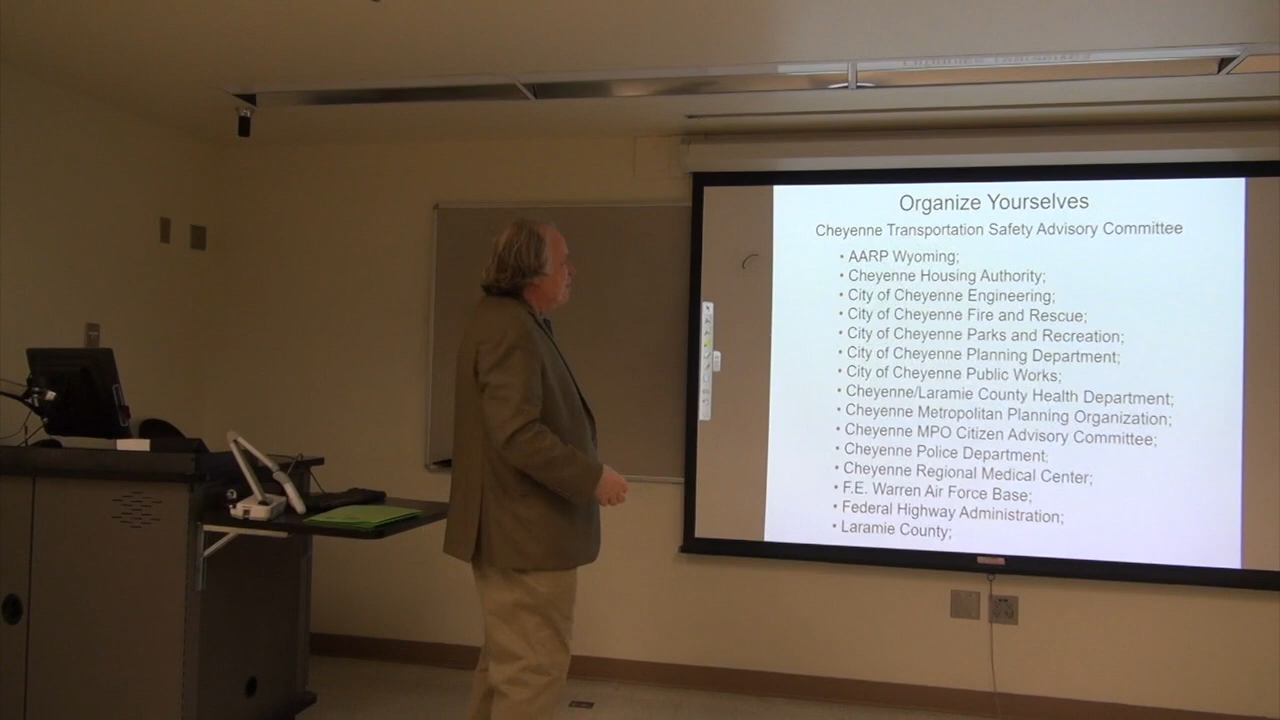 Organize Yourselves
Cheyenne Transportation Safety Advisory Committee
• AARP Wyoming;
• Cheyenne Housing Authority;
• City of Cheyenne Engineering;
• City of Cheyenne Fire and Rescue;
• City of Cheyenne Parks and Recreation;
• City of Cheyenne Planning Department;
• City of Cheyenne Public Works;
• Cheyenne/Laramie County Health Department;
• Cheyenne Metropolitan Planning Organization;
• Cheyenne MPO Citizen Advisory Committee;
• Cheyenne Police Department;
• Cheyenne Regional Medical Center;
• F.E. Warren Air Force Base;
• Federal Highway Administration;
• Laramie County;